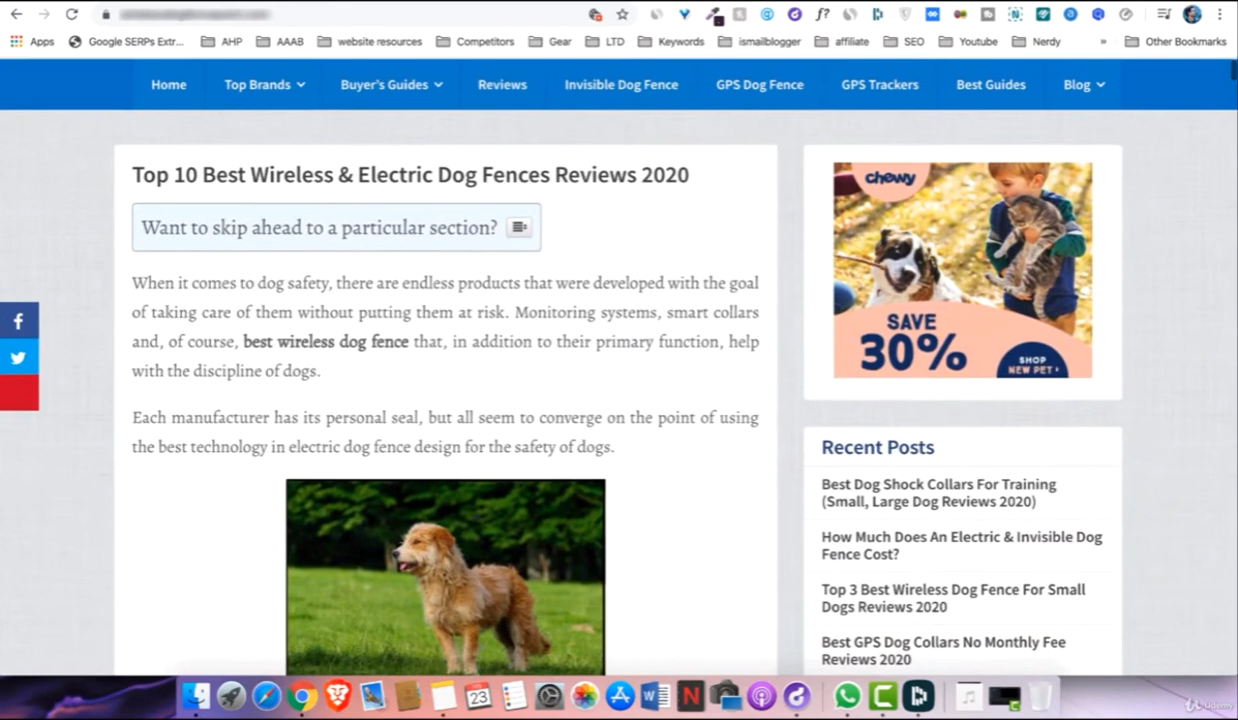 Apps
Google SERPs Extr...
AHP
AAAB
website resources
Competitors
Gear
LTD
Keywords
ismailblogger
affiliate
SEO
Youtube
Nerdy
»
Other Bookmarks
f?
Home
Top Brands
Buyer's Guides
Reviews
Invisible Dog Fence
GPS Dog Fence
GPS Trackers
Best Guides
Blog
Top 10 Best Wireless & Electric Dog Fences Reviews 2020
Want to skip ahead to a particular section?
When it comes to dog safety, there are endless products that were developed with the goal
of taking care of them without putting them at risk. Monitoring systems, smart collars
and, of course, best wireless dog fence that, in addition to their primary function, help
with the discipline of dogs.
Each manufacturer has its personal seal, but all seem to converge on the point of using
the best technology in electric dog fence design for the safety of dogs.
chewy
SAVE
30%
SHOP
NEW PET ›
Recent Posts
Best Dog Shock Collars For Training
(Small, Large Dog Reviews 2020)
How Much Does An Electric & Invisible Dog
Fence Cost?
Top 3 Best Wireless Dog Fence For Small
Dogs Reviews 2020
Best GPS Dog Collars No Monthly Fee
Reviews 2020
23
Udemy